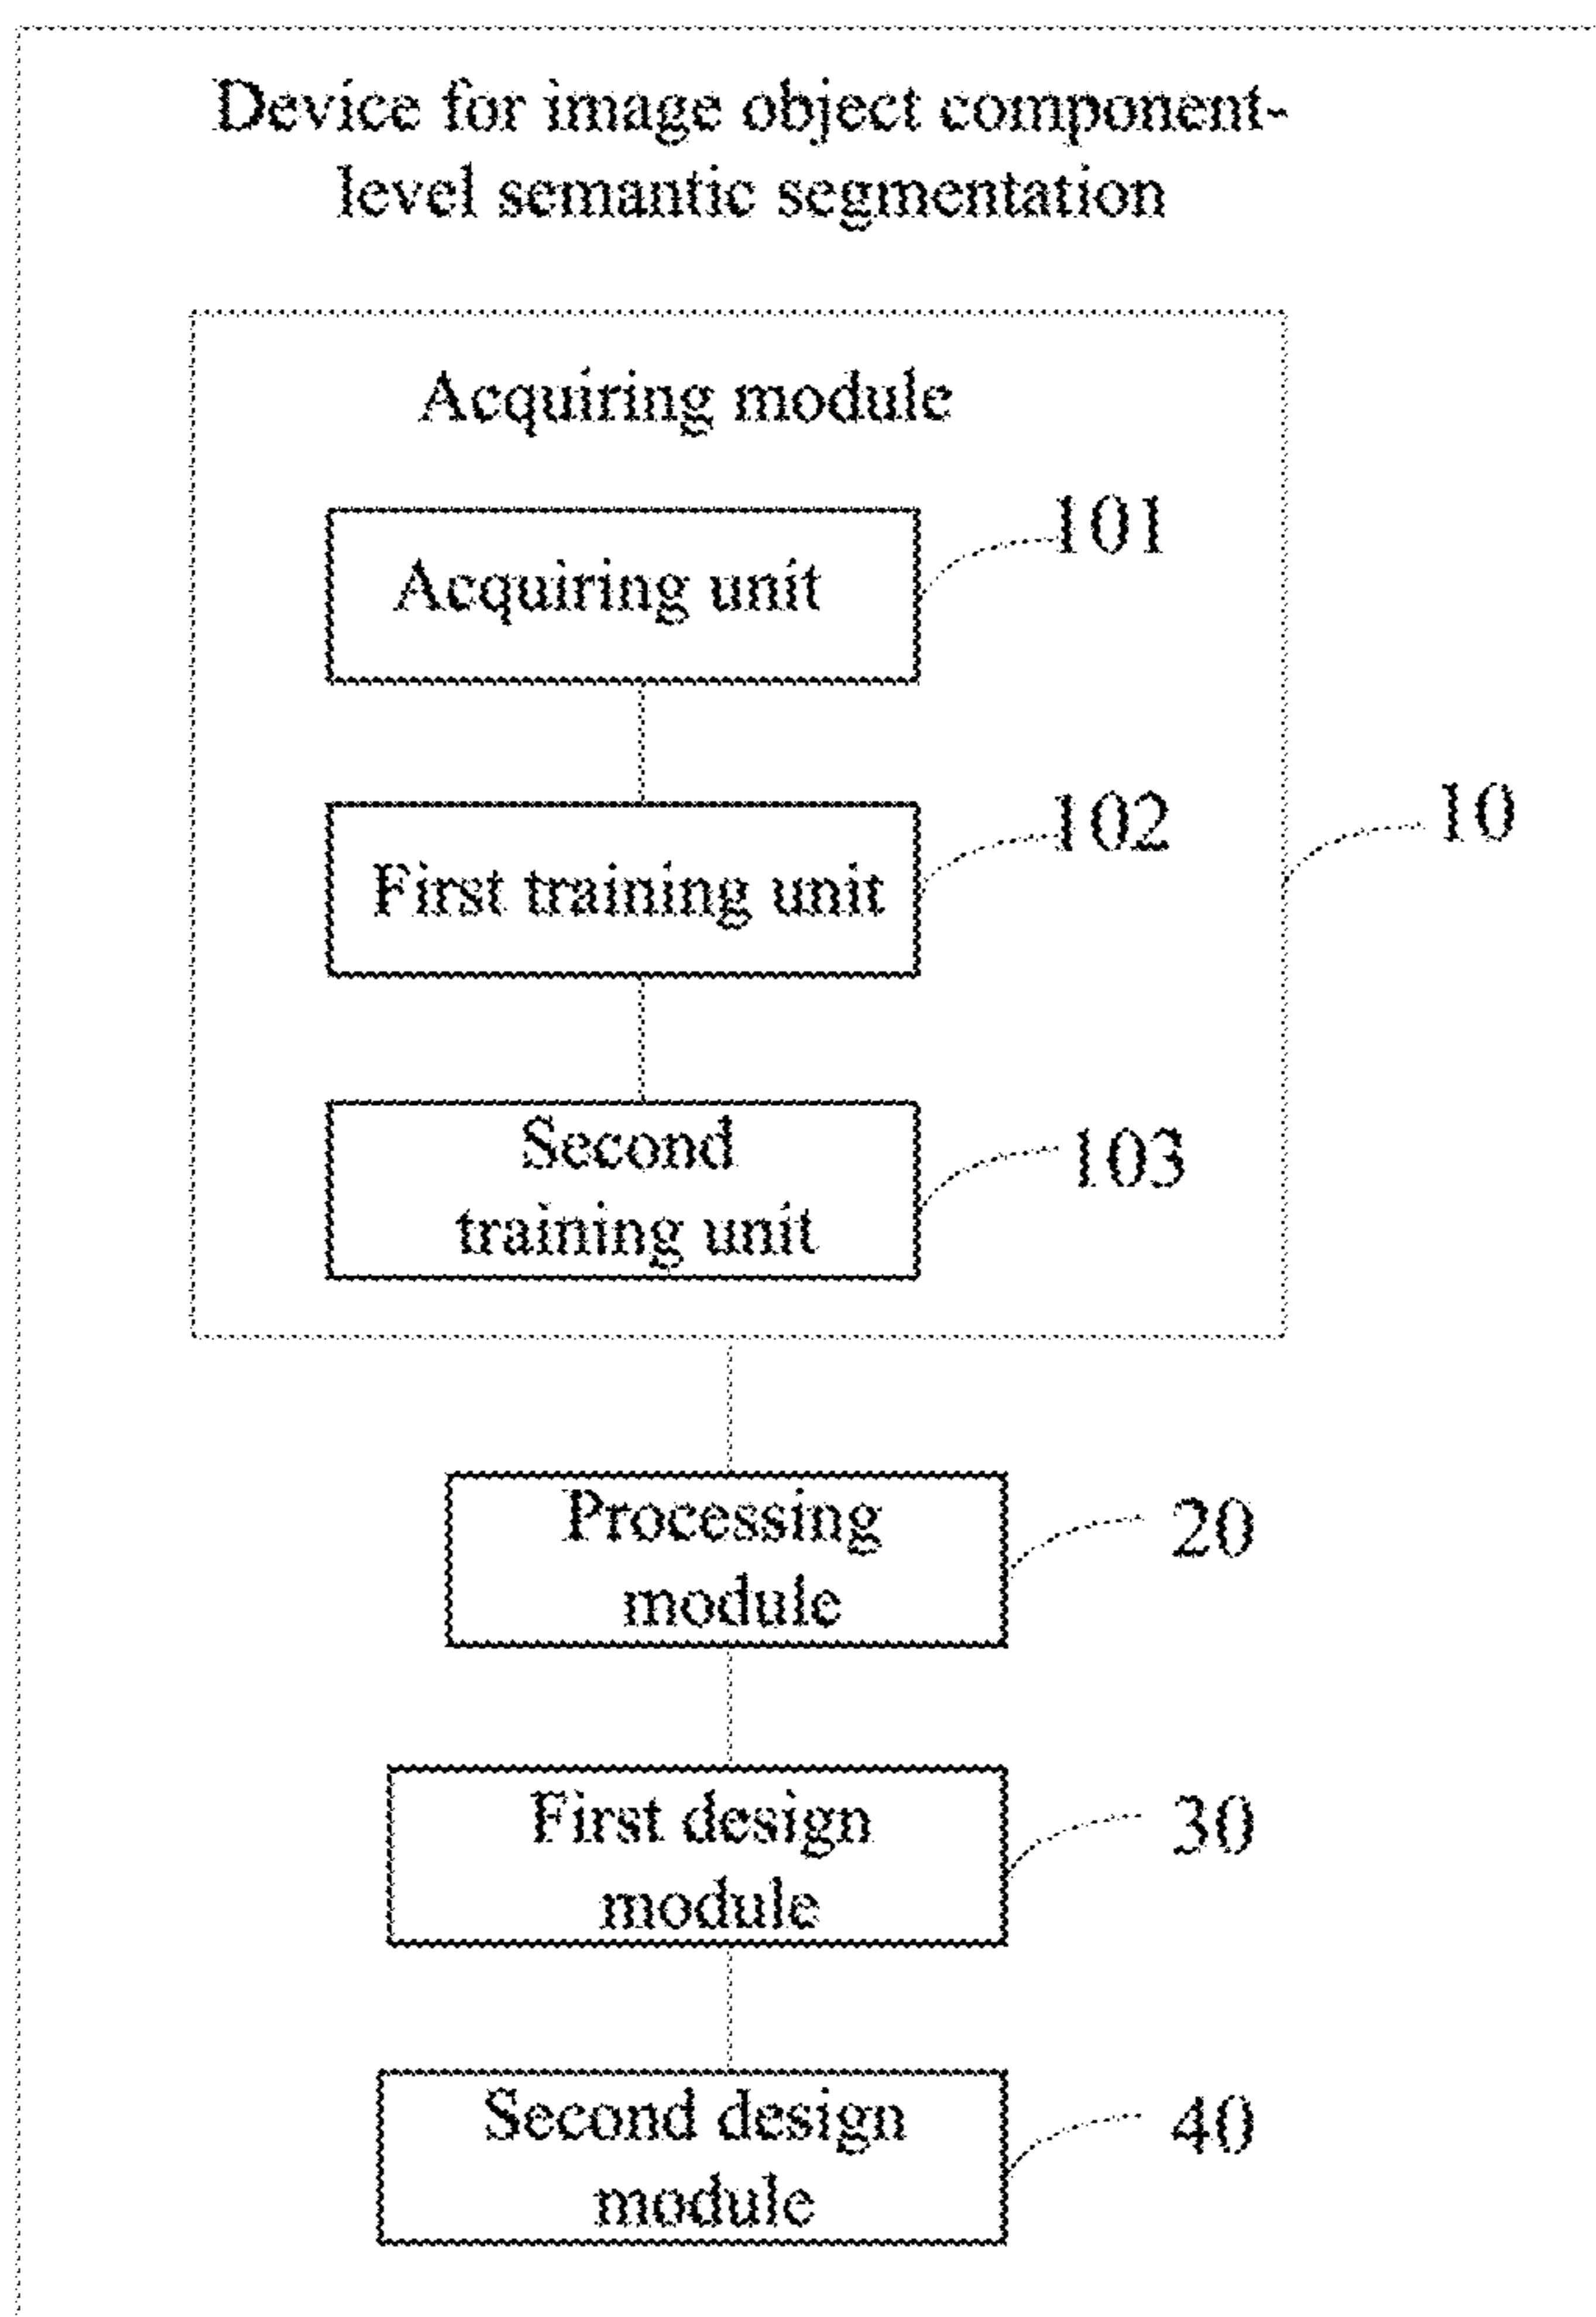 Device for image object component-
level semantic segmentation
Acquiring module
Acquiring unit
101
First training unit
102
10
Second
training unit
103
Processing
module
20
First design
module
30
Second design
module
40